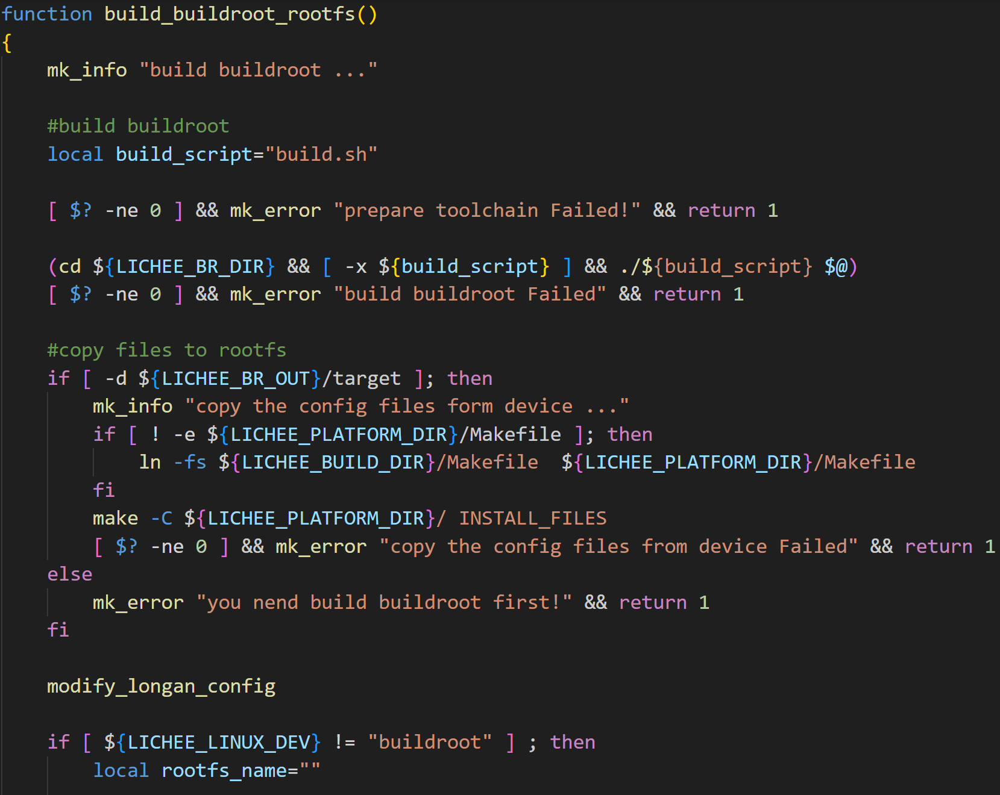 function build_buildroot_rootfs()
{
    mk_info "build buildroot ..."

    #build buildroot
    local build_script="build.sh"

    [ $? -ne 0 ] && mk_error "prepare toolchain Failed!" && return 1

    (cd ${LICHEE_BR_DIR} && [ -x ${build_script} ] && ./${build_script} $@)
    [ $? -ne 0 ] && mk_error "build buildroot Failed" && return 1

    #copy files to rootfs
    if [ -d ${LICHEE_BR_OUT}/target ]; then
        mk_info "copy the config files form device ..."
        if [ ! -e ${LICHEE_PLATFORM_DIR}/Makefile ]; then
            ln -fs ${LICHEE_BUILD_DIR}/Makefile  ${LICHEE_PLATFORM_DIR}/Makefile
        fi
        make -C ${LICHEE_PLATFORM_DIR}/ INSTALL_FILES
        [ $? -ne 0 ] && mk_error "copy the config files from device Failed" && return 1
    else
        mk_error "you nend build buildroot first!" && return 1
    fi

    modify_longan_config

    if [ ${LICHEE_LINUX_DEV} != "buildroot" ] ; then
        local rootfs_name=""